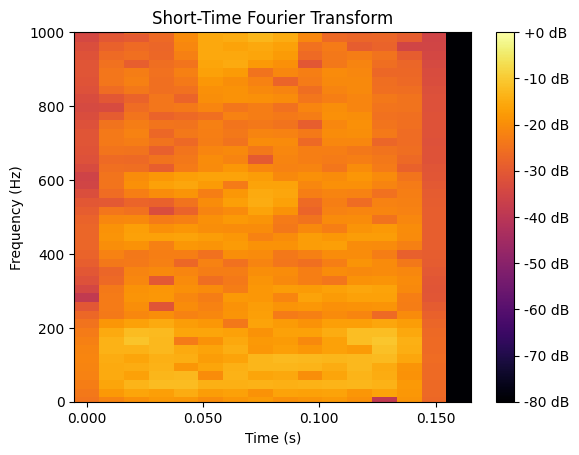 Short-Time Fourier Transform
Frequency (Hz)
1000
800
600
400
200
0
0.000
0.050
0.100
0.150
Time (s)
+0 dB
-10 dB
-20 dB
-30 dB
-40 dB
-50 dB
-60 dB
-70 dB
-80 dB